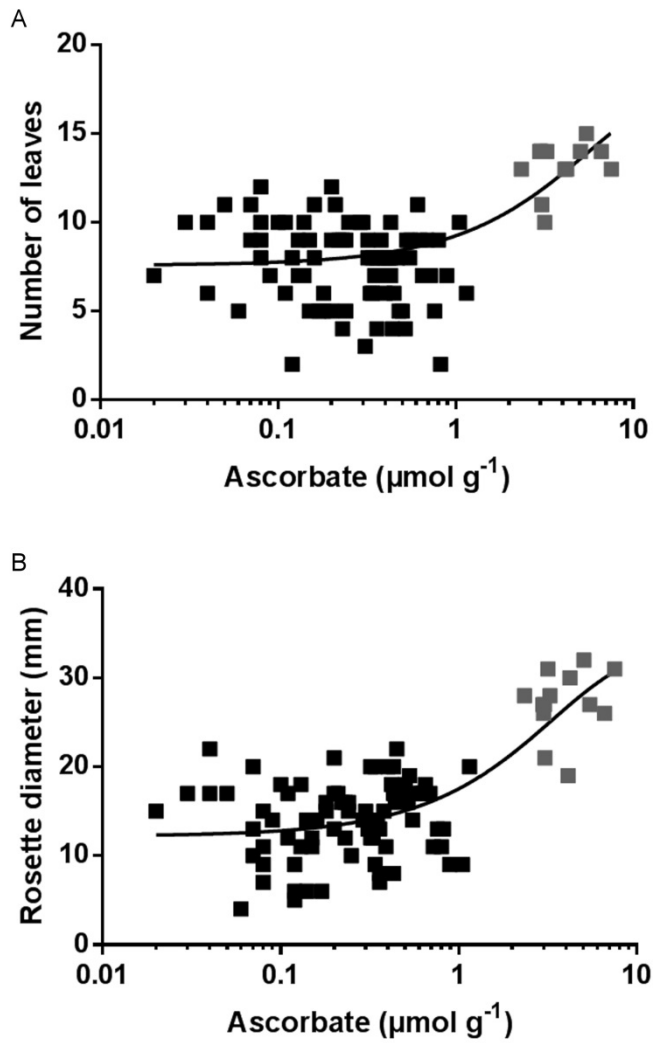 A
20
15
10
5
0
Number of leaves
0.01 0.1 1 10
Ascorbate (µmol g⁻¹)
B
40
30
20
10
0
Rosette diameter (mm)
0.01 0.1 1 10
Ascorbate (µmol g⁻¹)